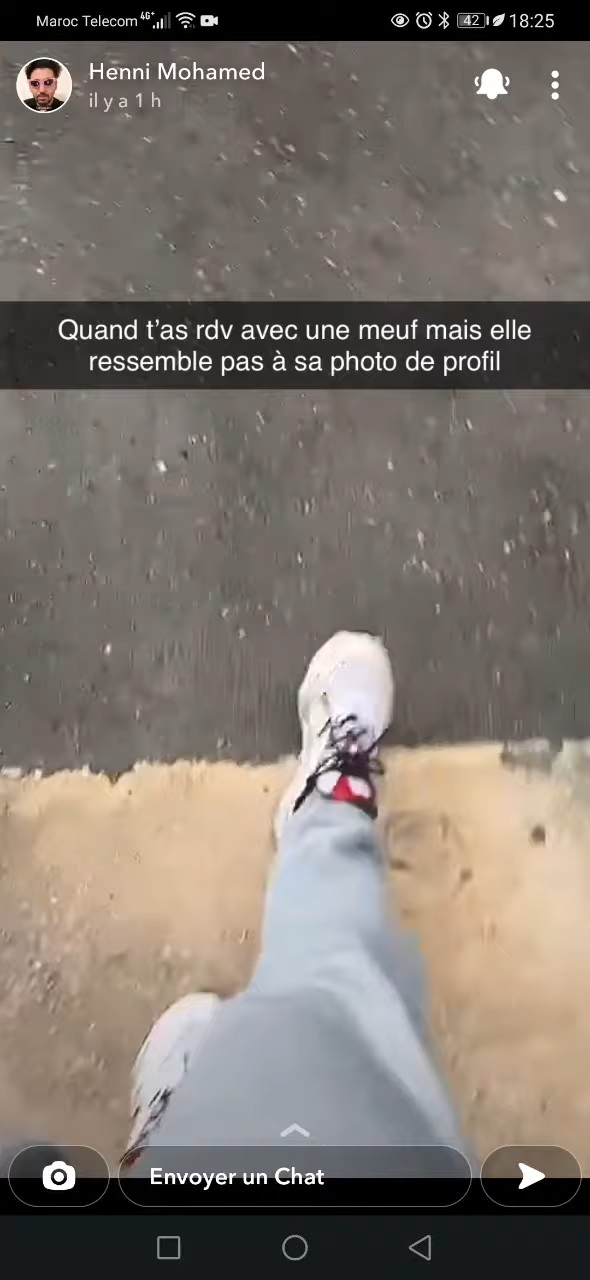 Maroc Telecom 4G+ 42 18:25
Henni Mohamed
il y a 1 h
Quand t'as rdv avec une meuf mais elle
ressemble pas à sa photo de profil
Envoyer un Chat